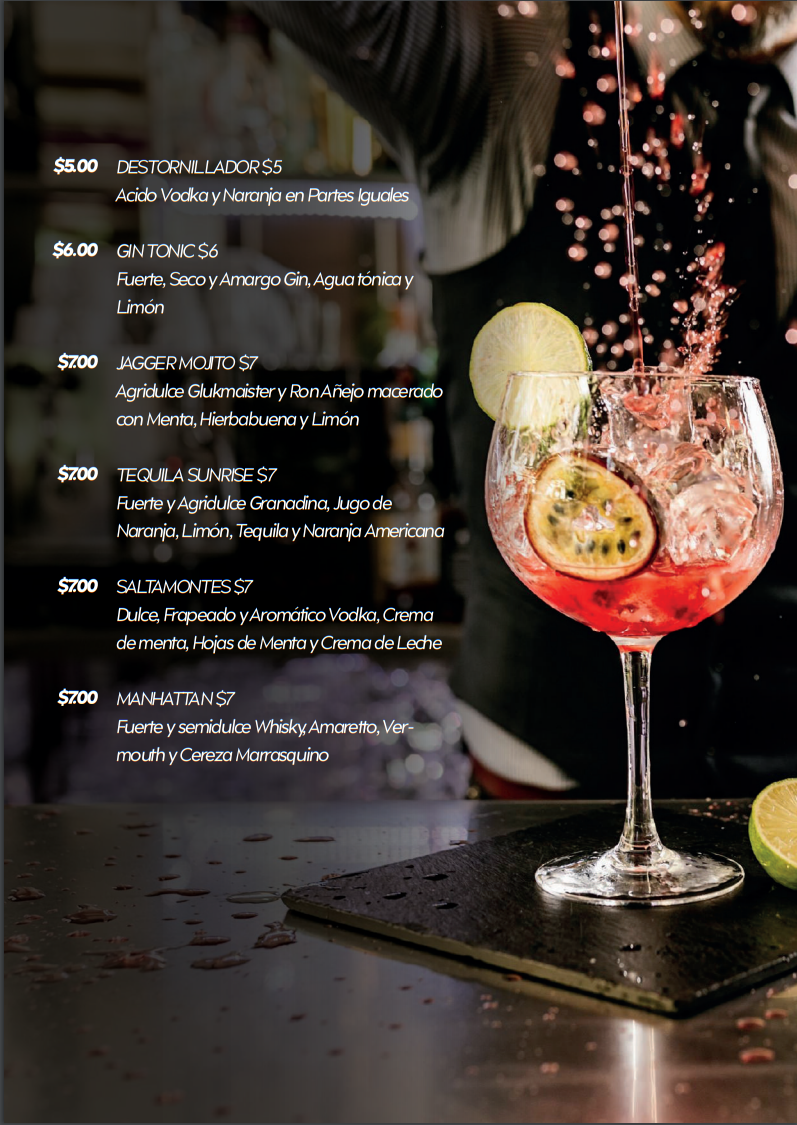 $5.00 DESTORNILLADOR $5
Acido Vodka y Naranja en Partes Iguales
$6.00 GIN TONIC $6
Fuerte, Seco y Amargo Gin, Agua tónica y
Limón
$7.00 JAGGER MOJITO $7
Agridulce Glukmaister y Ron Añejo macerado
con Menta, Hierbabuena y Limón
$7.00 TEQUILA SUNRISE $7
Fuerte y Agridulce Granadina, Jugo de
Naranja, Limón, Tequila y Naranja Americana
$7.00 SALTAMONTES $7
Dulce, Frapeado y Aromático Vodka, Crema
de menta, Hojas de Menta y Crema de Leche
$7.00 MANHATTAN $7
Fuerte y semidulce Whisky, Amaretto, Ver-
mouth y Cereza Marrasquino